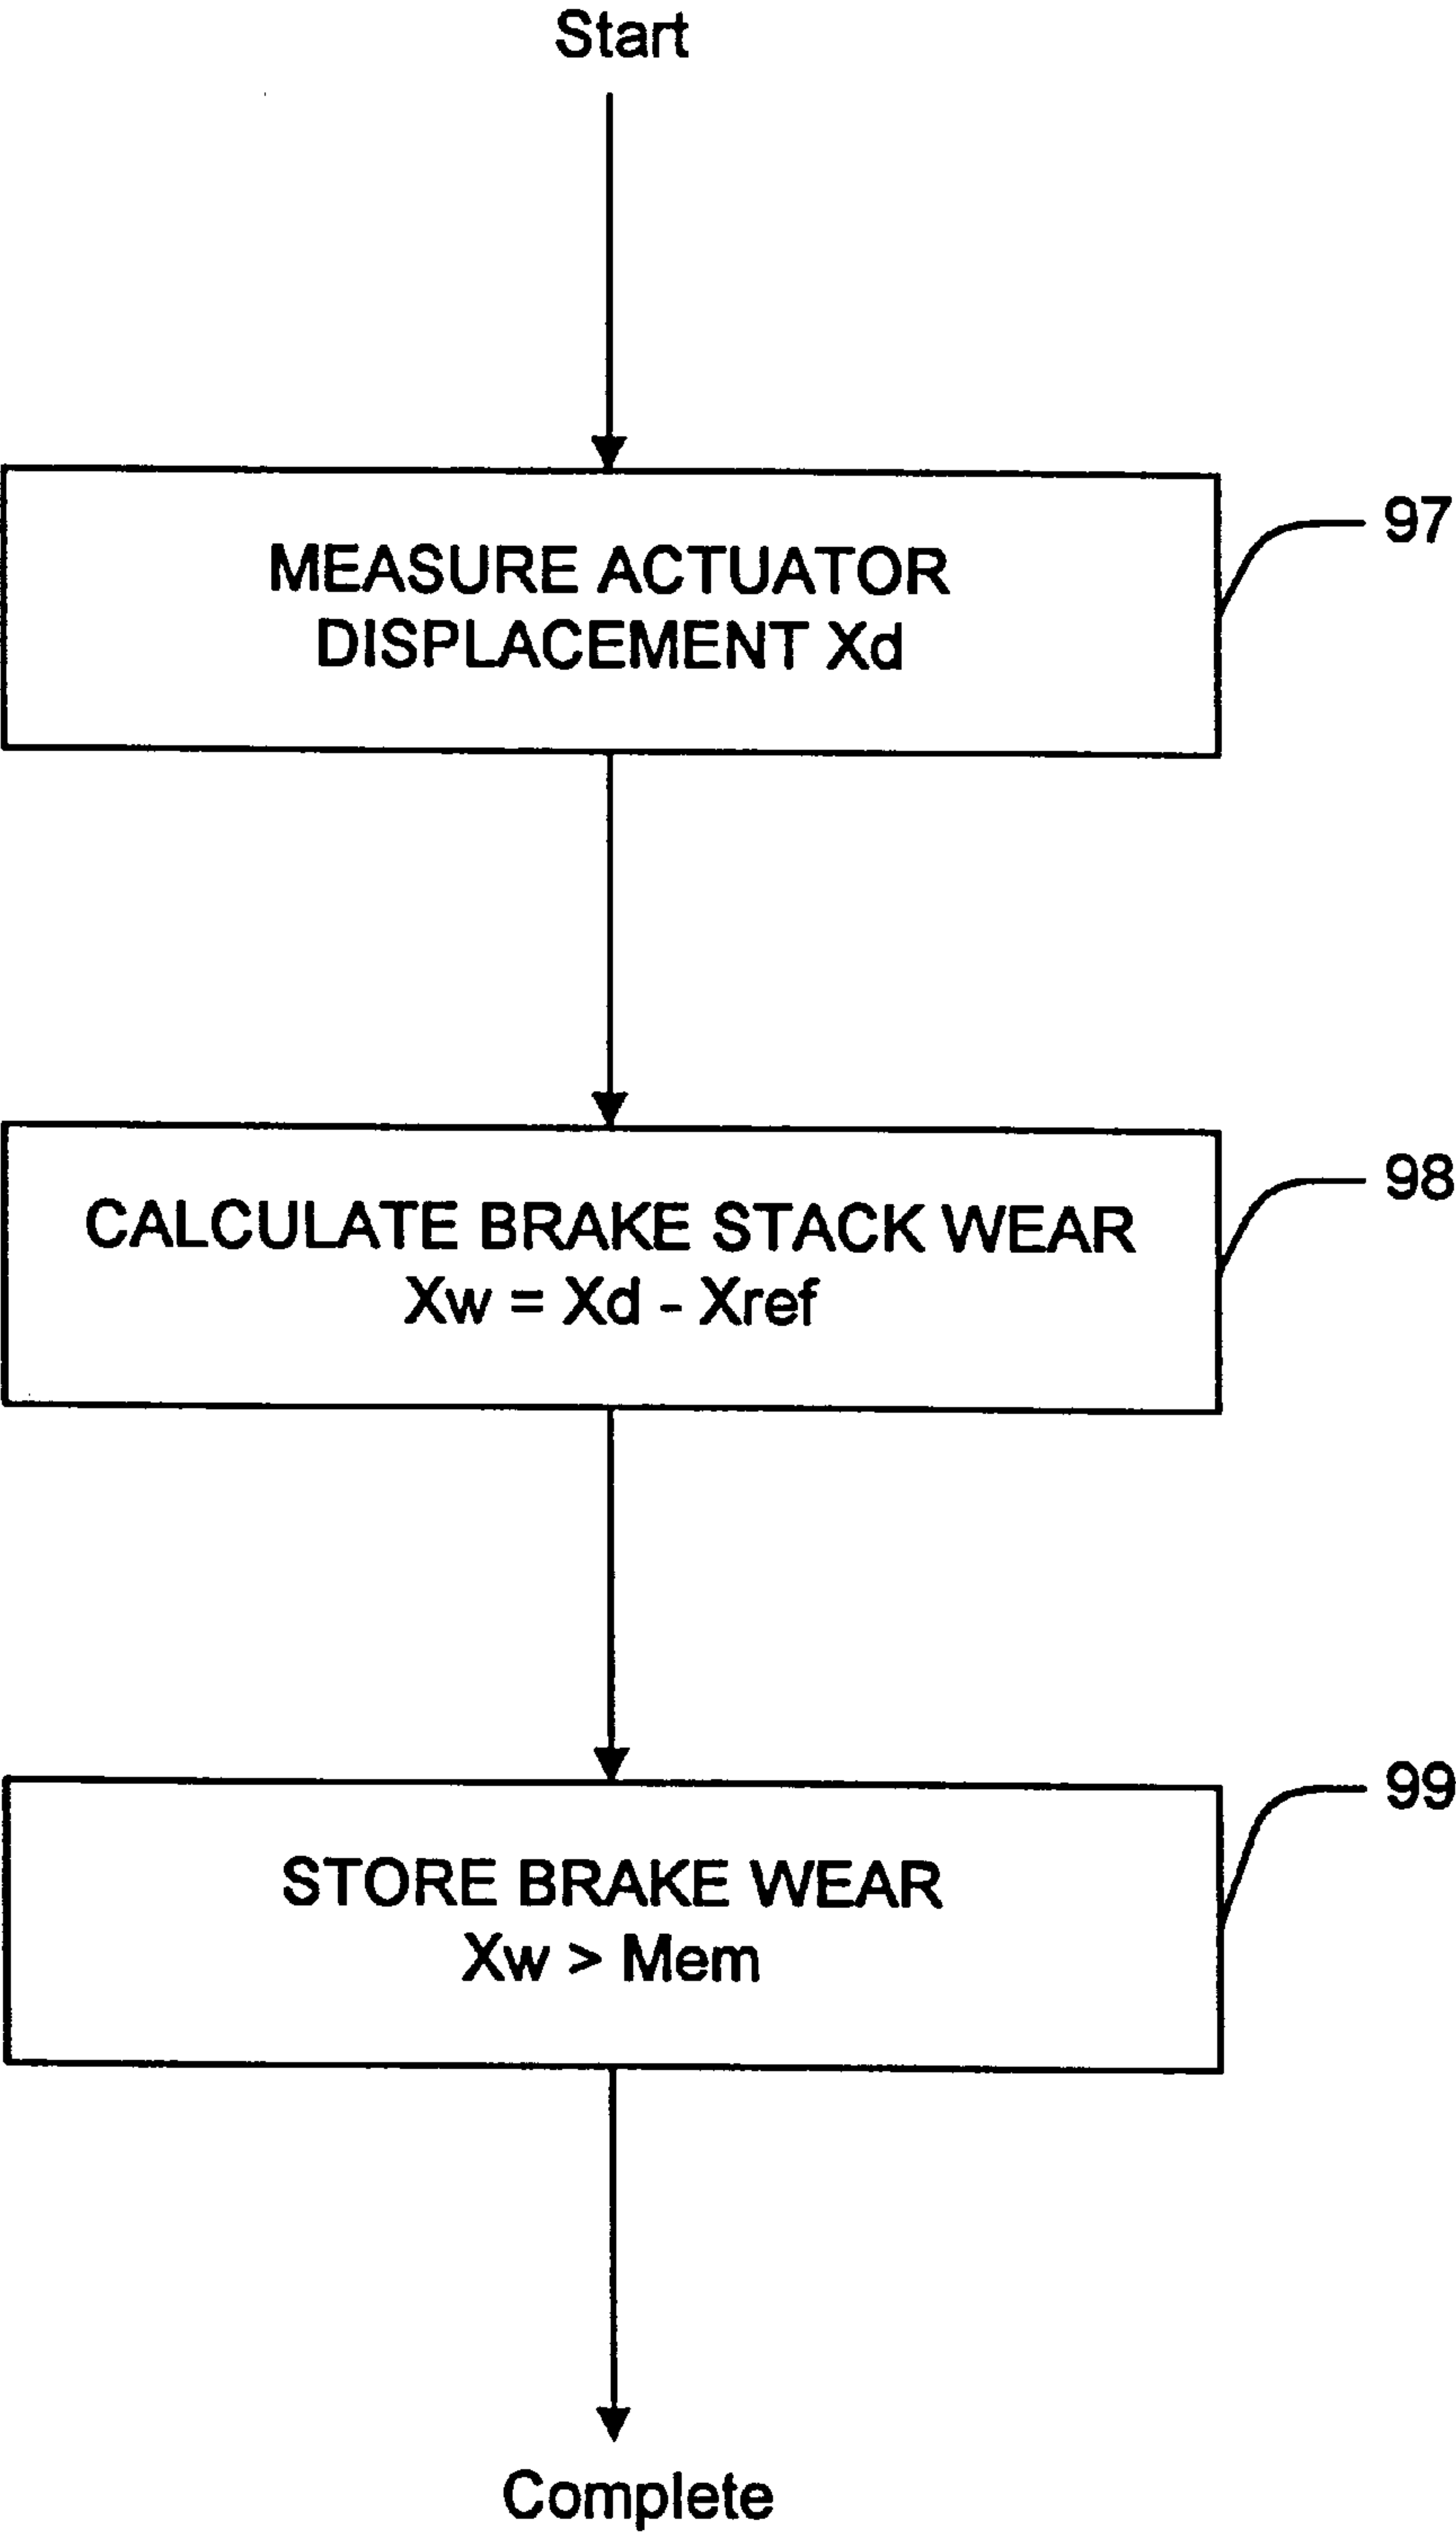 Start
MEASURE ACTUATOR
DISPLACEMENT Xd
97
CALCULATE BRAKE STACK WEAR
Xw = Xd - Xref
98
STORE BRAKE WEAR
Xw > Mem
99
Complete